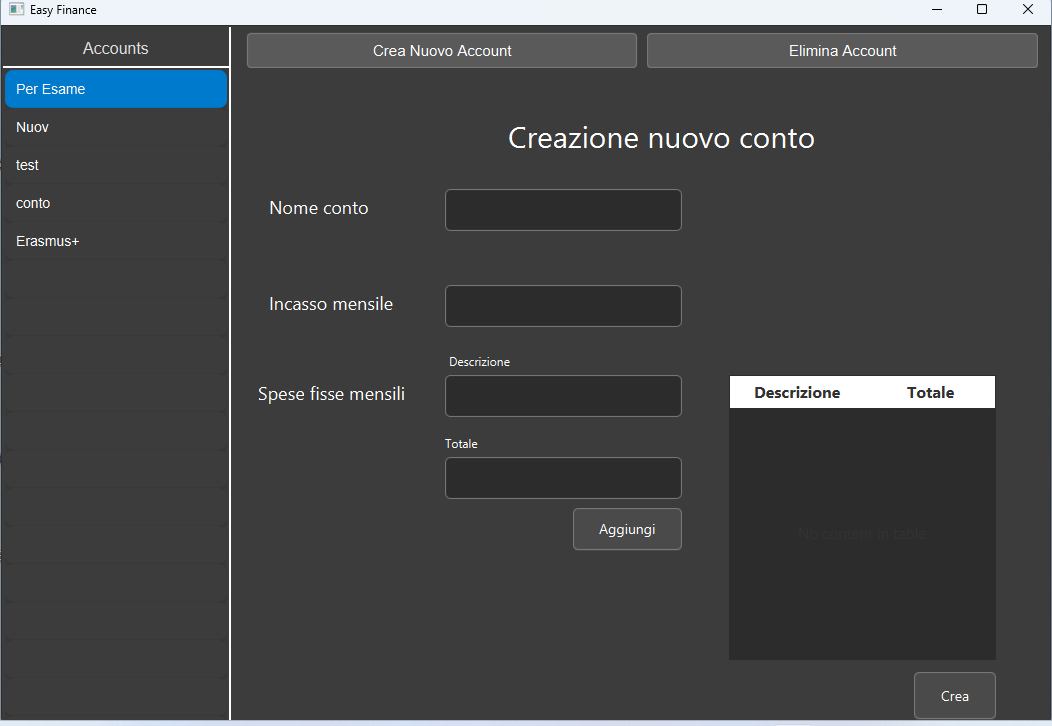 Easy Finance
Accounts
Crea Nuovo Account
Elimina Account
Per Esame
Nuov
test
conto
Erasmus+
Creazione nuovo conto
Nome conto
Incasso mensile
Descrizione
Spese fisse mensili
Totale
Aggiungi
Descrizione Totale
No content in table
Crea